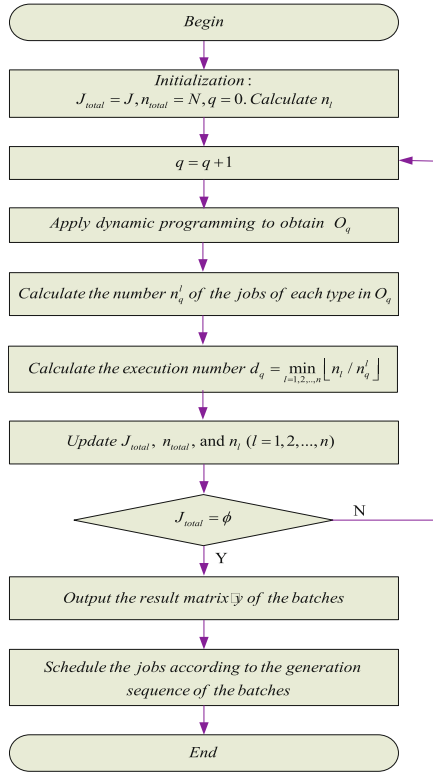 Begin
Initialization :
J_total = J, n_total = N, q = 0. Calculate n_l
q = q + 1
Apply dynamic programming to obtain O_q
Calculate the number n_q^l of the jobs of each type in O_q
Calculate the execution number d_q = min_{l=1,2,..,n} ⌊n_l / n_q^l⌋
Update J_total, n_total, and n_l (l = 1, 2, ..., n)
J_total = ϕ
N
Y
Output the result matrix y of the batches
Schedule the jobs according to the generation
sequence of the batches
End